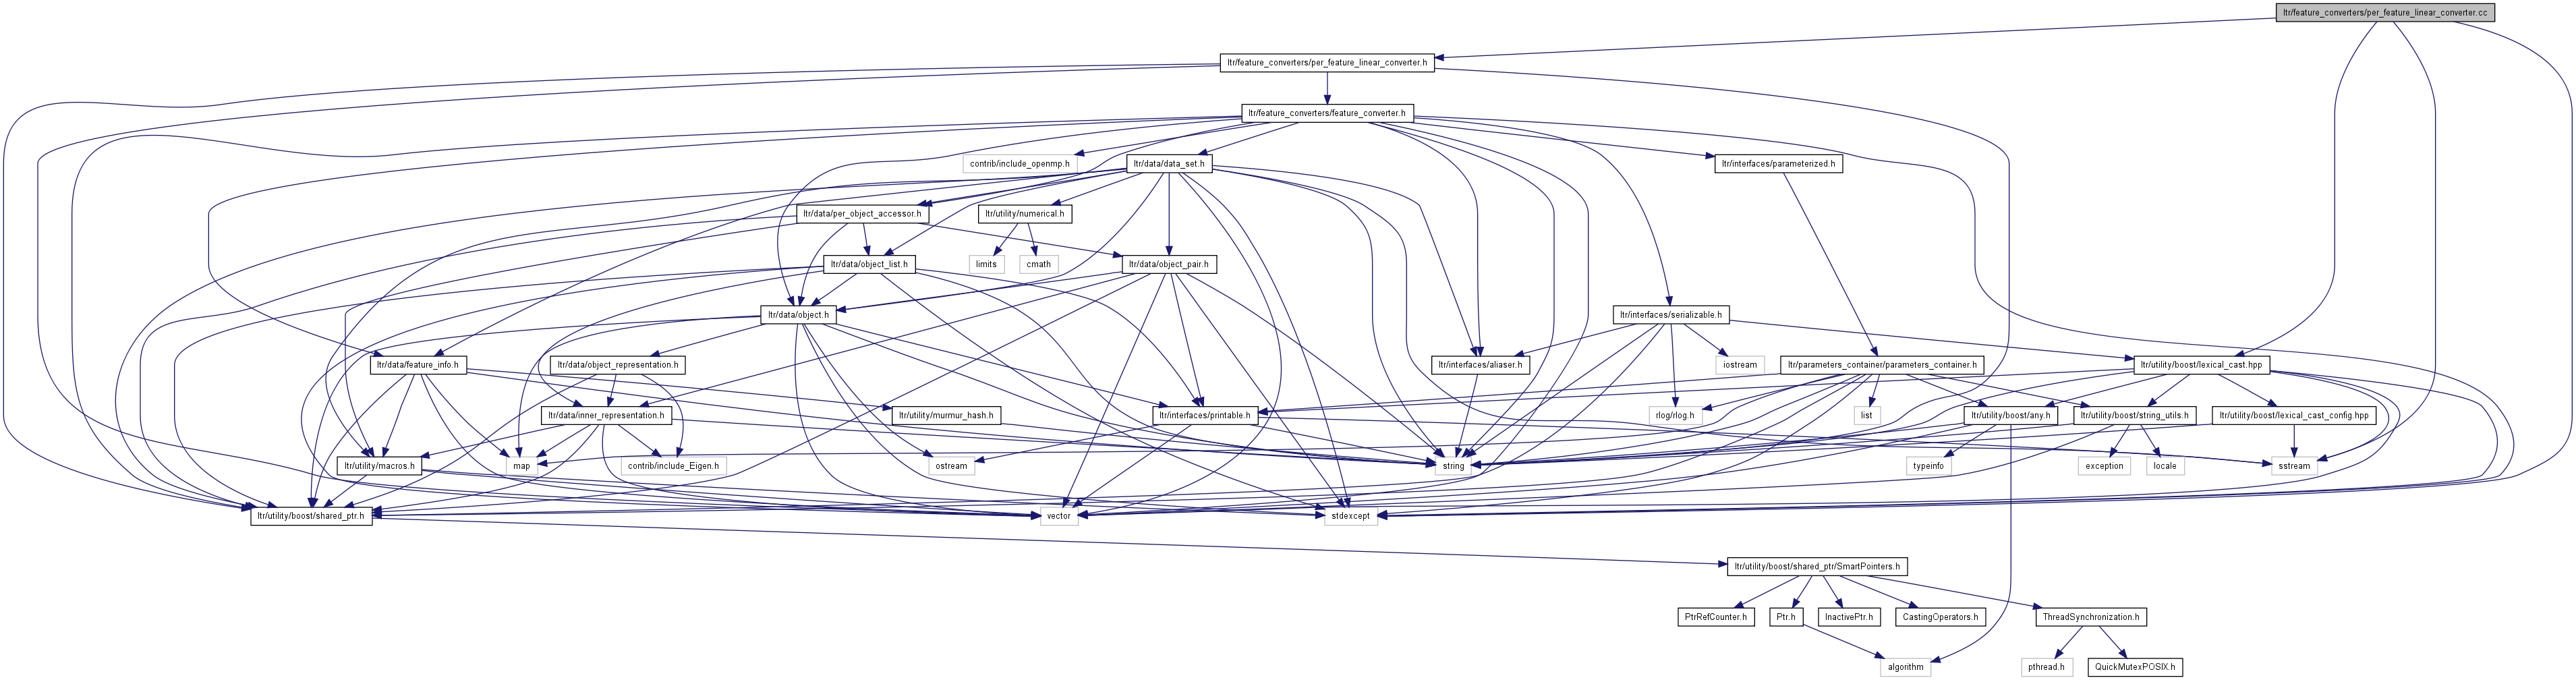 ltr/feature_converters/per_feature_linear_converter.cc
ltr/feature_converters/per_feature_linear_converter.h
ltr/feature_converters/feature_converter.h
contrib/include_openmp.h
ltr/data/data_set.h
ltr/interfaces/parameterized.h
ltr/data/per_object_accessor.h
ltr/utility/numerical.h
limits
cmath
ltr/data/object_list.h
ltr/data/object_pair.h
ltr/data/object.h
ltr/interfaces/serializable.h
ltr/data/feature_info.h
ltr/data/object_representation.h
ltr/interfaces/aliaser.h
iostream
ltr/parameters_container/parameters_container.h
ltr/utility/boost/lexical_cast.hpp
ltr/data/inner_representation.h
ltr/utility/murmur_hash.h
ltr/interfaces/printable.h
rlog/rlog.h
list
ltr/utility/boost/any.h
ltr/utility/boost/string_utils.h
ltr/utility/boost/lexical_cast_config.hpp
ltr/utility/macros.h
map
contrib/include_Eigen.h
ostream
string
typeinfo
exception
locale
sstream
ltr/utility/boost/shared_ptr.h
vector
stdexcept
ltr/utility/boost/shared_ptr/SmartPointers.h
PtrRefCounter.h
Ptr.h
InactivePtr.h
CastingOperators.h
ThreadSynchronization.h
algorithm
pthread.h
QuickMutexPOSIX.h